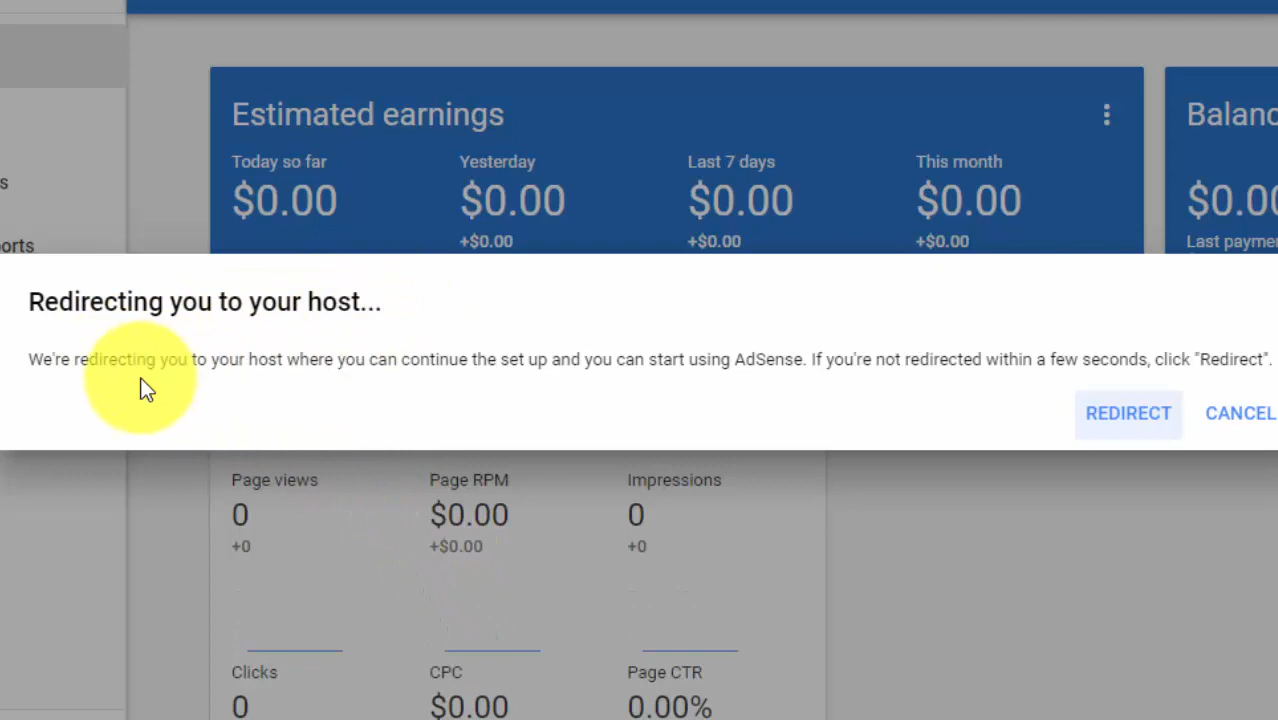 Estimated earnings
Today so far
Yesterday
Last 7 days
This month
$0.00
$0.00
$0.00
$0.00
+$0.00
+$0.00
+$0.00
Balanc
$0.00
Last payme
s
orts
Redirecting you to your host...
We're redirecting you to your host where you can continue the set up and you can start using AdSense. If you're not redirected within a few seconds, click "Redirect".
REDIRECT
CANCEL
Page views
Page RPM
Impressions
0
$0.00
0
+0
+$0.00
+0
Clicks
CPC
Page CTR
0
$0.00
0.00%